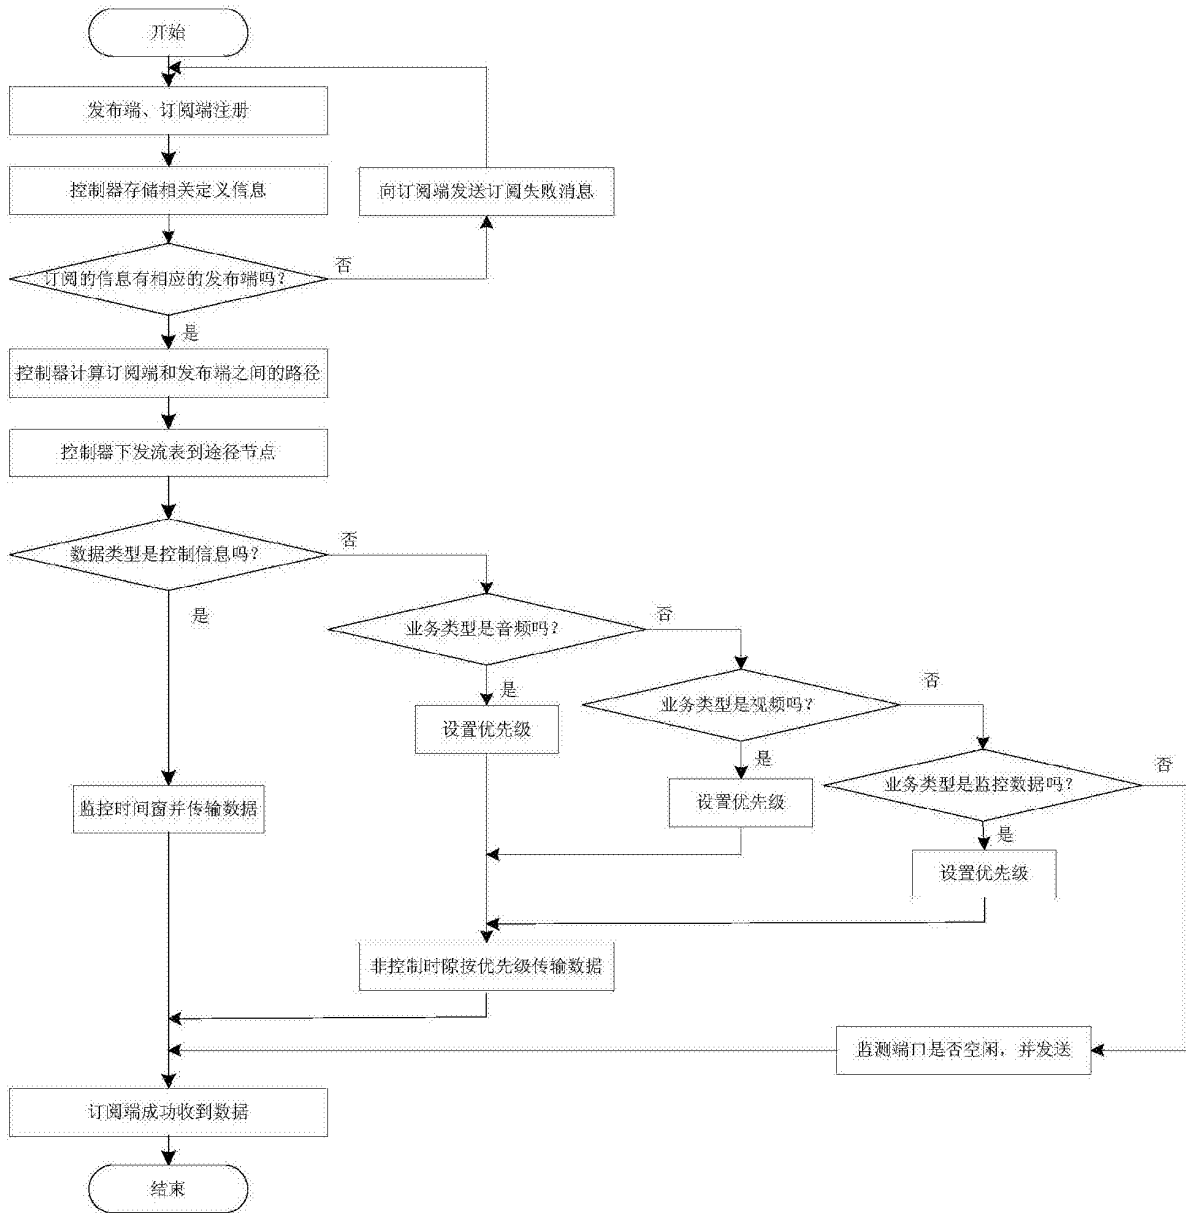 开始
发布端、订阅端注册
控制器存储相关定义信息
向订阅端发送订阅失败消息
订阅的信息有相应的发布端吗？
否
是
控制器计算订阅端和发布端之间的路径
控制器下发流表到途径节点
数据类型是控制信息吗？
否
是
业务类型是音频吗？
否
是
设置优先级
业务类型是视频吗？
否
是
设置优先级
业务类型是监控数据吗？
否
是
设置优先级
监控时间窗并传输数据
非控制时隙按优先级传输数据
监测端口是否空闲，并发送
订阅端成功收到数据
结束